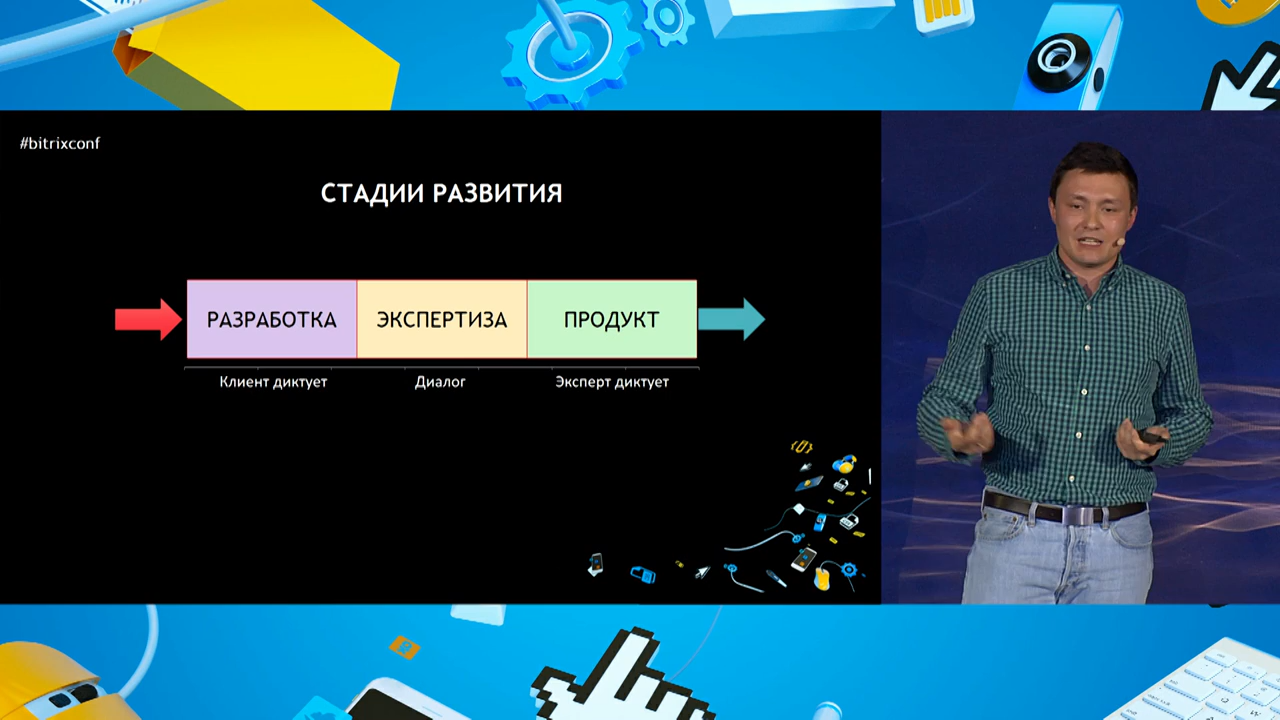 #bitrixconf
СТАДИИ РАЗВИТИЯ
РАЗРАБОТКА ЭКСПЕРТИЗА ПРОДУКТ
Клиент диктует Диалог Эксперт диктует